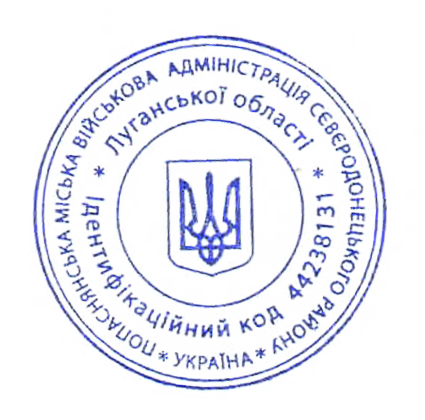 ПОПАСНЯНСЬКА МІСЬКА ВІЙСЬКОВА АДМІНІСТРАЦІЯ СЄВЄРОДОНЕЦЬКОГО РАЙОНУ
* УКРАЇНА *
Луганської області
* Ідентифікаційний код 44238131 *